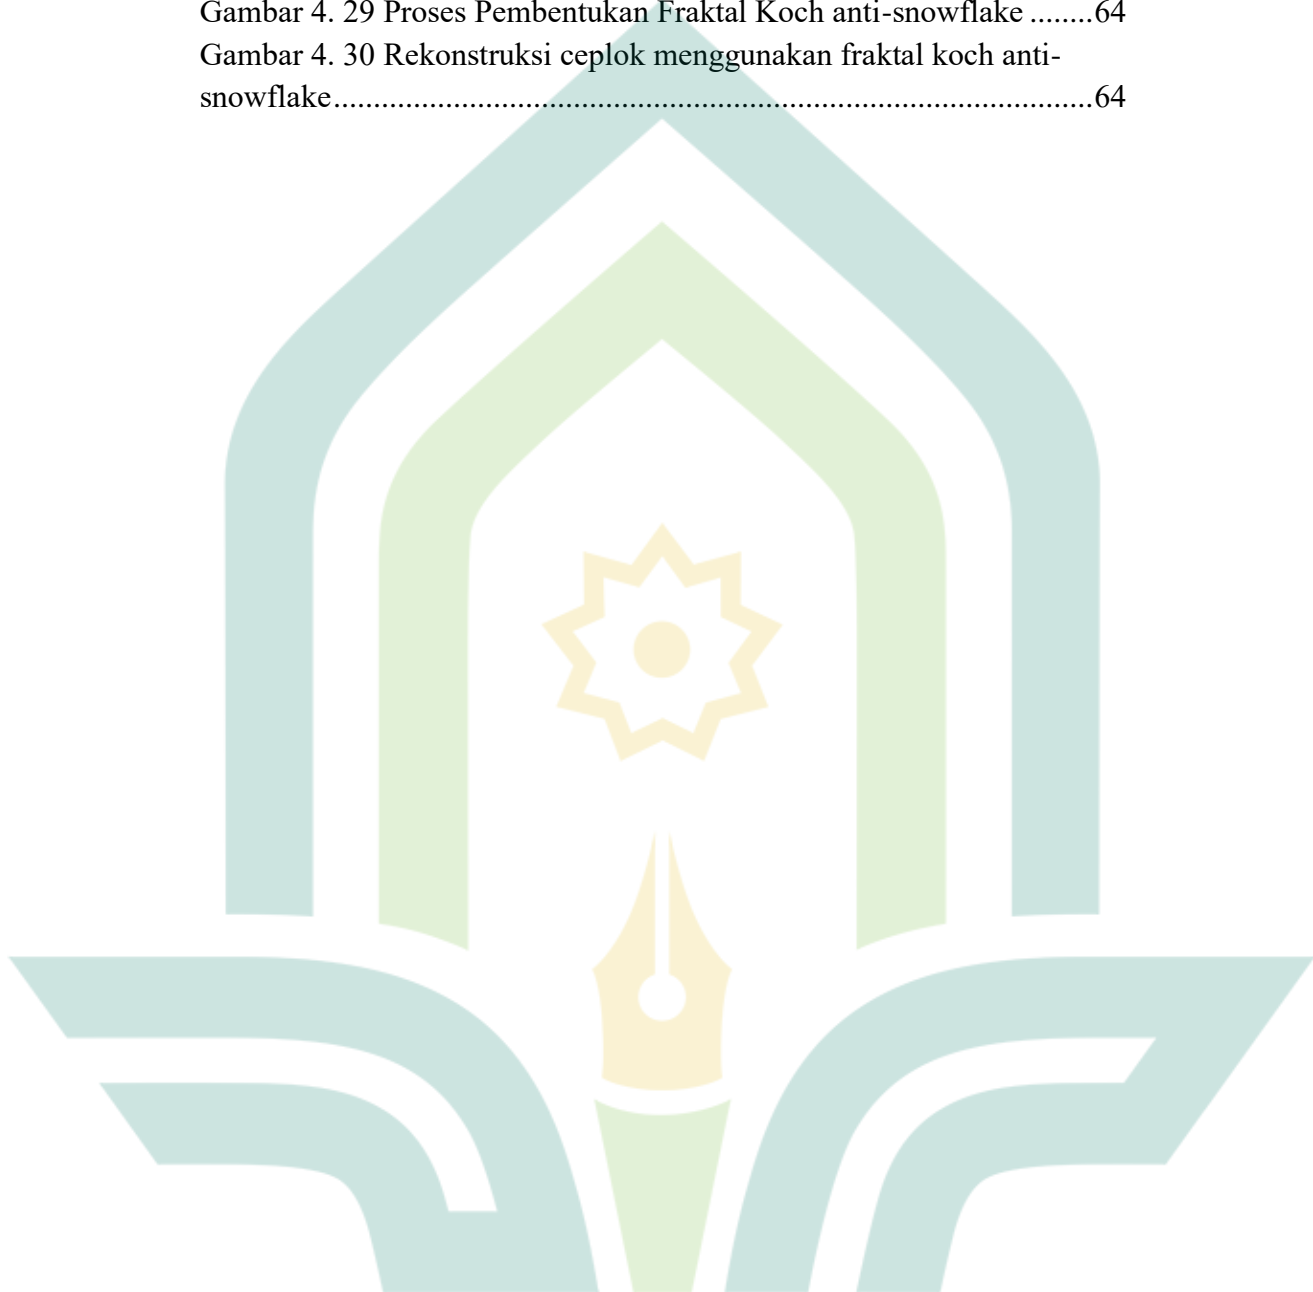 Gambar 4. 29 Proses Pembentukan Fraktal Koch anti-snowflake ........64
Gambar 4. 30 Rekonstruksi ceplok menggunakan fraktal koch anti-
snowflake................................................................................................64